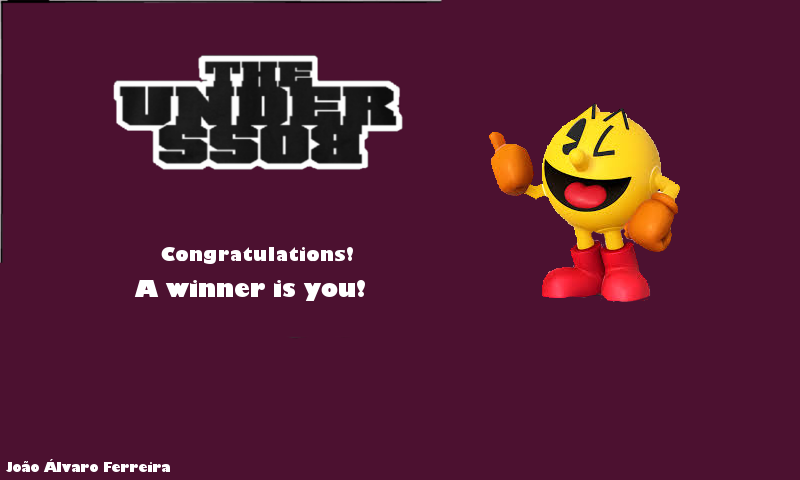 THE
UNDER
BOSS
Congratulations!
A winner is you!
João Álvaro Ferreira